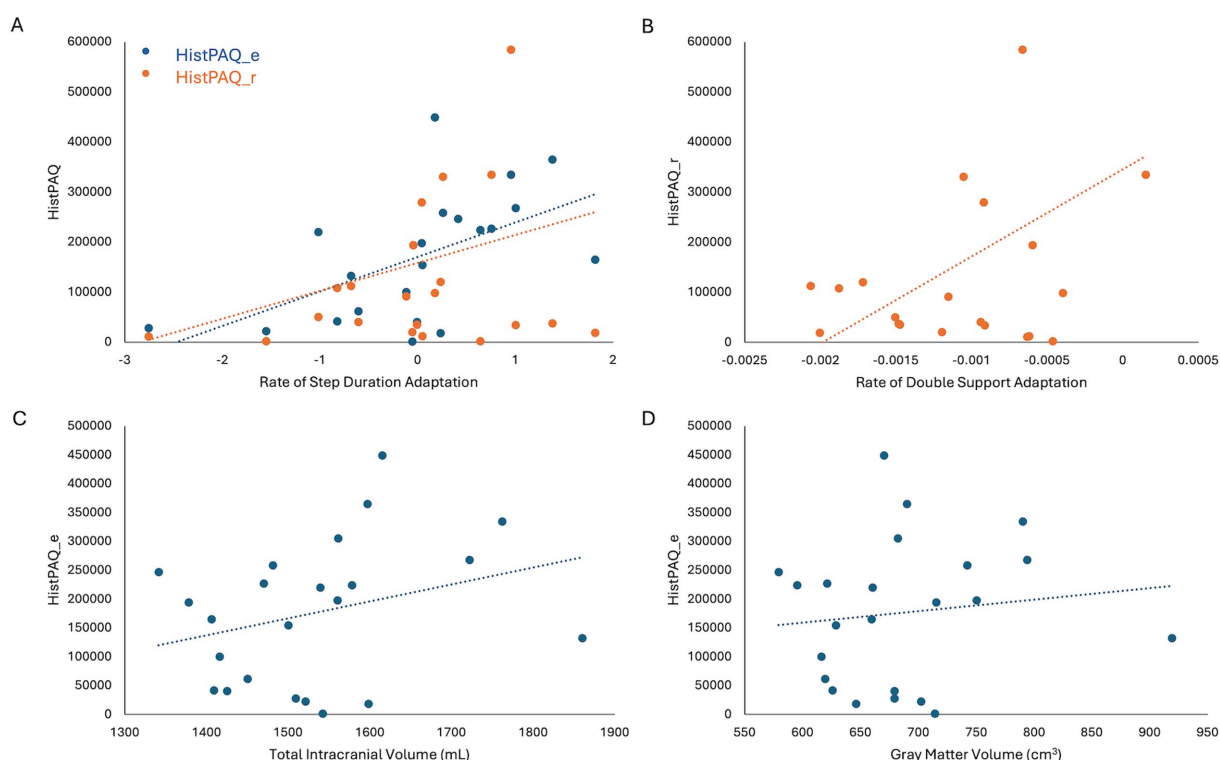 A
HistPAQ_e
HistPAQ_r
600000
500000
400000
300000
200000
100000
0
HistPAQ
-3 -2 -1 0 1 2
Rate of Step Duration Adaptation
B
600000
500000
400000
300000
200000
100000
0
HistPAQ_r
-0.0025 -0.002 -0.0015 -0.001 -0.0005 0 0.0005
Rate of Double Support Adaptation
C
500000
450000
400000
350000
300000
250000
200000
150000
100000
50000
0
HistPAQ_e
1300 1400 1500 1600 1700 1800 1900
Total Intracranial Volume (mL)
D
500000
450000
400000
350000
300000
250000
200000
150000
100000
50000
0
HistPAQ_e
550 600 650 700 750 800 850 900 950
Gray Matter Volume (cm³)